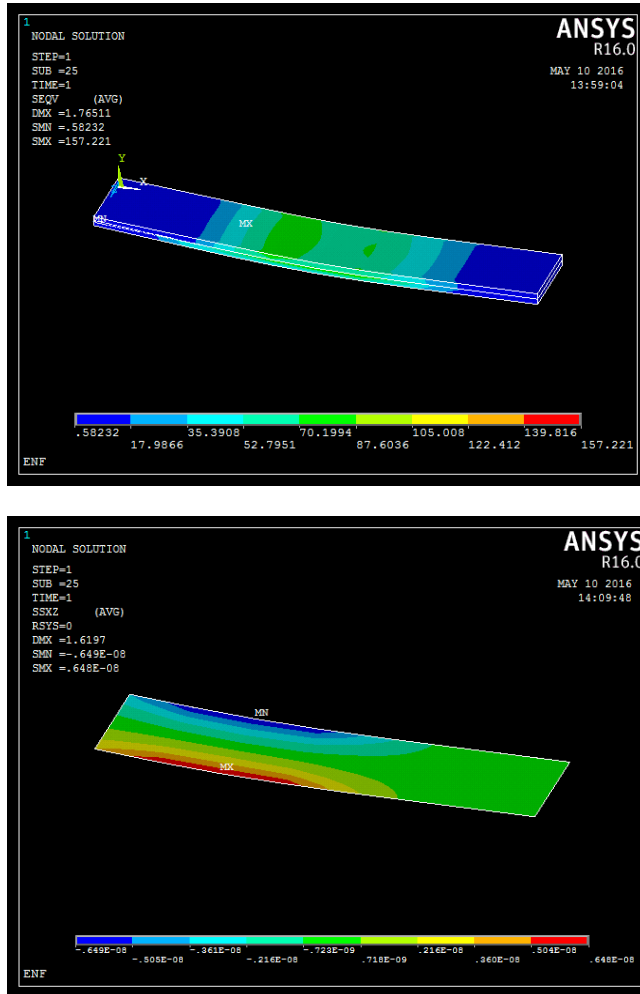 1
NODAL SOLUTION
ANSYS
R16.0
STEP=1
SUB =25
TIME=1
SEQV (AVG)
DMX =1.76511
SMN =.58232
SMX =157.221
MAY 10 2016
13:59:04
Y
X
MN
MX
.58232 35.3908 70.1994 105.008 139.816
17.9866 52.7951 87.6036 122.412 157.221
ENF
1
NODAL SOLUTION
ANSYS
R16.0
STEP=1
SUB =25
TIME=1
SSXZ (AVG)
RSYS=0
DMX =1.6197
SMN =-.649E-08
SMX =.648E-08
MAY 10 2016
14:09:48
MN
MX
-.649E-08 -.361E-08 -.723E-09 .216E-08 .504E-08
-.505E-08 -.216E-08 .718E-09 .360E-08 .648E-08
ENF